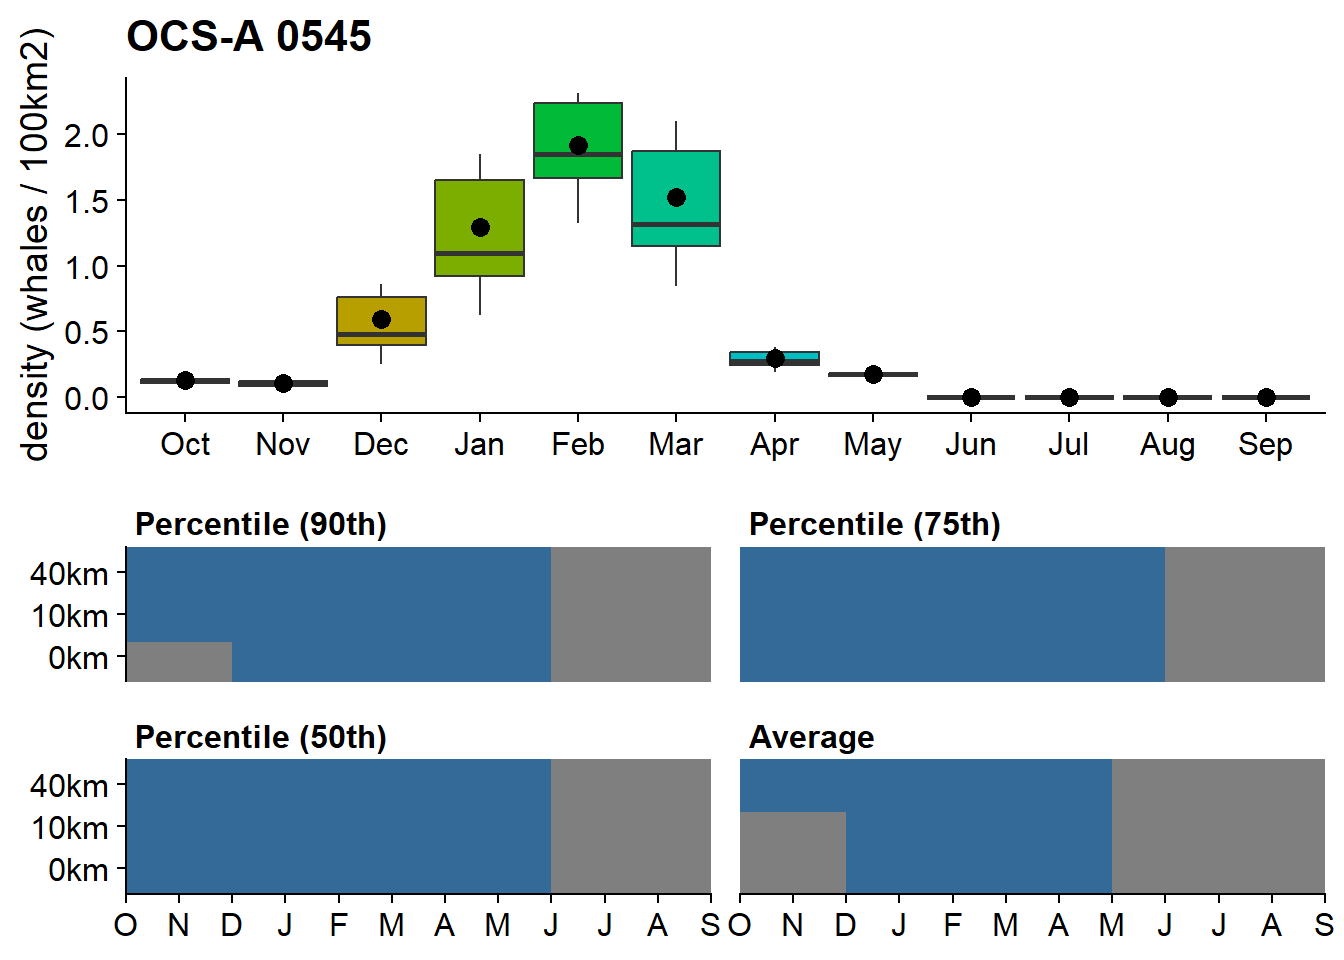 OCS-A 0545
density (whales / 100km2)
2.0
1.5
1.0
0.5
0.0
Oct Nov Dec Jan Feb Mar Apr May Jun Jul Aug Sep
Percentile (90th) Percentile (75th)
40km
10km
0km
Percentile (50th) Average
40km
10km
0km
O N D J F M A M J J A S O N D J F M A M J J A S